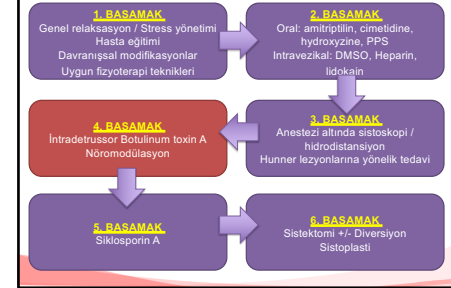 1. BASAMAK
Genel relaksasyon / Stress yönetimi
Hasta eğitimi
Davranışsal modifikasyonlar
Uygun fizyoterapi teknikleri
2. BASAMAK
Oral: amitriptilin, cimetidine,
hydroxyzine, PPS
Intravezikal: DMSO, Heparin,
lidokain
3. BASAMAK
Anestezi altında sistoskopi /
hidrodistansiyon
Hunner lezyonlarına yönelik tedavi
4. BASAMAK
İntradetrussor Botulinum toxin A
Nöromodülasyon
5. BASAMAK
Siklosporin A
6. BASAMAK
Sistektomi +/- Diversiyon
Sistoplasti